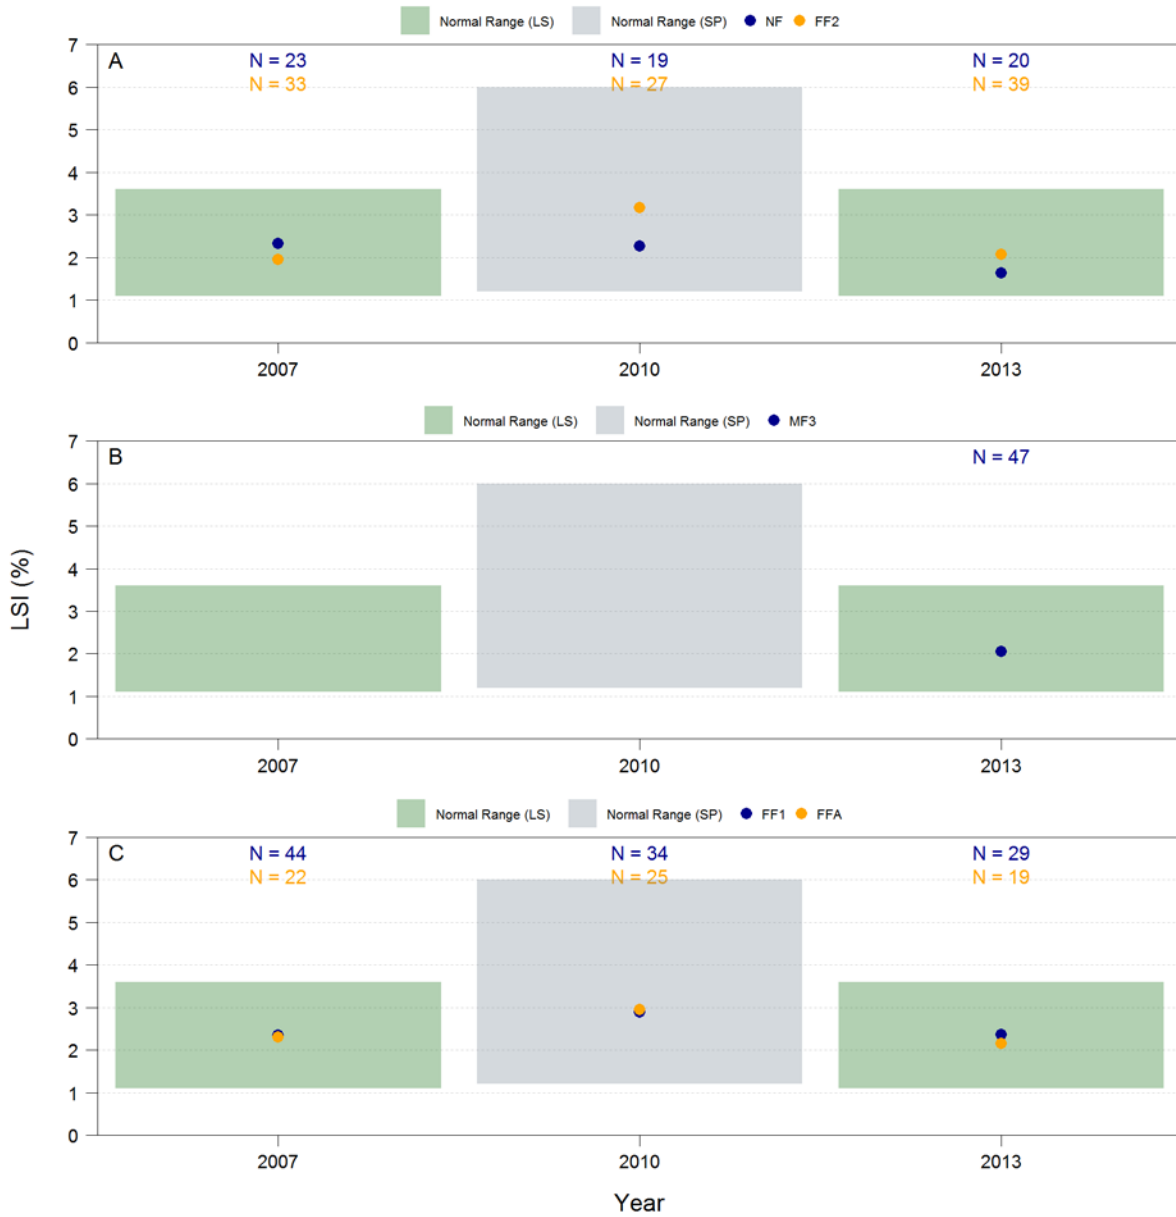 Normal Range (LS) Normal Range (SP) NF FF2
A
N = 23 N = 19 N = 20
N = 33 N = 27 N = 39
7
6
5
4
3
2
1
0
2007 2010 2013
Normal Range (LS) Normal Range (SP) MF3
B
N = 47
7
6
5
4
3
2
1
0
2007 2010 2013
LSI (%)
Normal Range (LS) Normal Range (SP) FF1 FFA
C
N = 44 N = 34 N = 29
N = 22 N = 25 N = 19
7
6
5
4
3
2
1
0
2007 2010 2013
Year